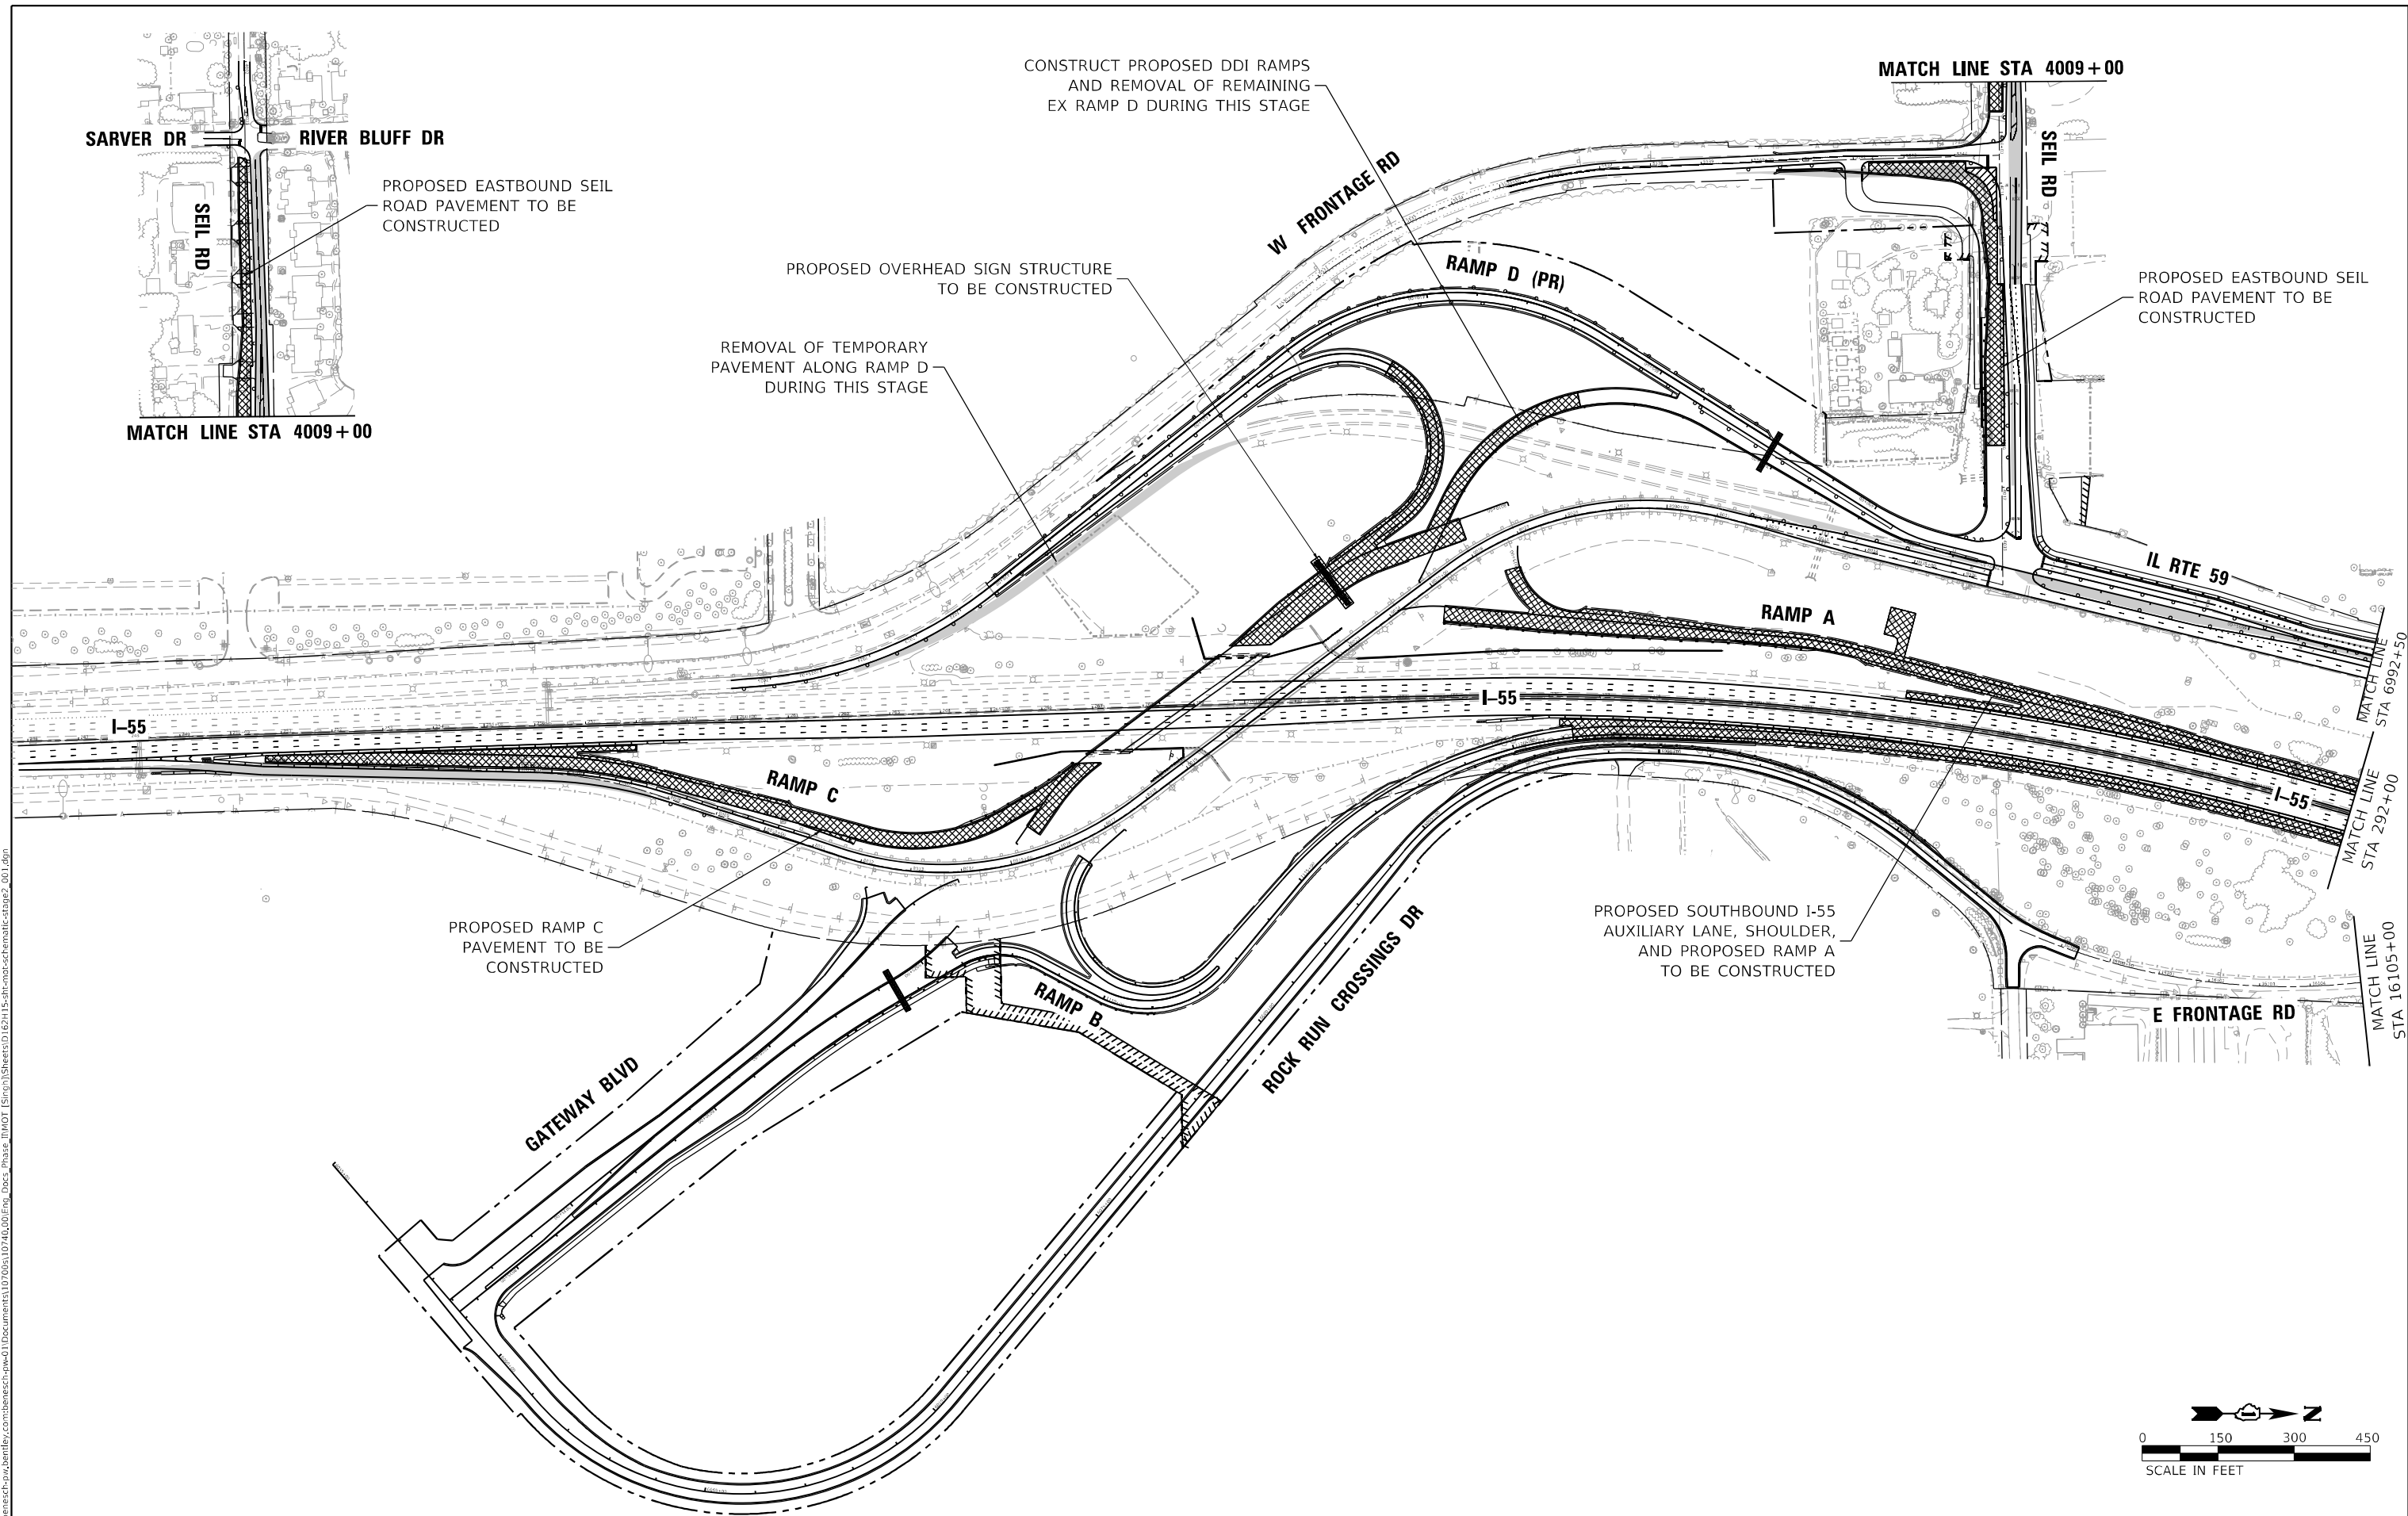 CONSTRUCT PROPOSED DDI RAMPS
AND REMOVAL OF REMAINING
EX RAMP D DURING THIS STAGE
MATCH LINE STA 4009+00
SARVER DR
RIVER BLUFF DR
SEIL RD
PROPOSED EASTBOUND SEIL
ROAD PAVEMENT TO BE
CONSTRUCTED
SEIL RD
MATCH LINE STA 4009+00
W FRONTAGE RD
PROPOSED OVERHEAD SIGN STRUCTURE
TO BE CONSTRUCTED
RAMP D (PR)
PROPOSED EASTBOUND SEIL
ROAD PAVEMENT TO BE
CONSTRUCTED
REMOVAL OF TEMPORARY
PAVEMENT ALONG RAMP D
DURING THIS STAGE
IL RTE 59
RAMP A
MATCH LINE
STA 6992+50
I-55
I-55
I-55
RAMP C
MATCH LINE
STA 292+00
PROPOSED RAMP C
PAVEMENT TO BE
CONSTRUCTED
PROPOSED SOUTHBOUND I-55
AUXILIARY LANE, SHOULDER,
AND PROPOSED RAMP A
TO BE CONSTRUCTED
RAMP B
ROCK RUN CROSSINGS DR
E FRONTAGE RD
MATCH LINE
STA 16105+00
GATEWAY BLVD
N
0 150 300 450
SCALE IN FEET